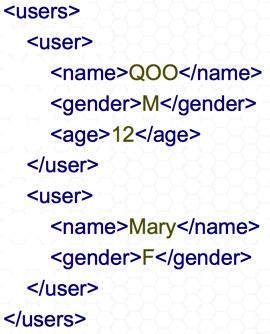 <users>
<user>
<name>QOO</name>
<gender>M</gender>
<age>12</age>
</user>
<user>
<name>Mary</name>
<gender>F</gender>
</user>
</users>